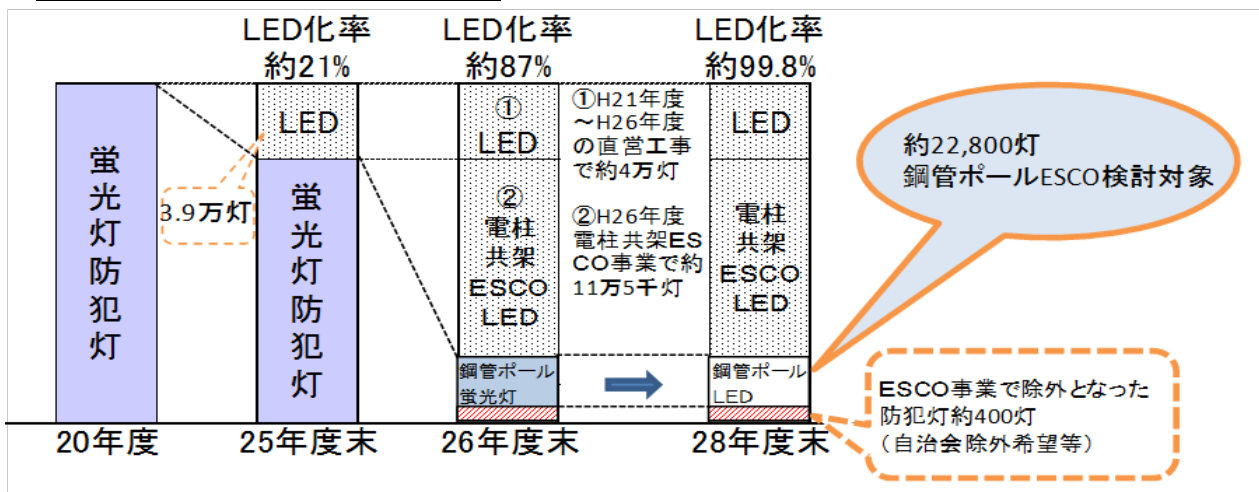 LED化率
約21%
LED化率
約87%
LED化率
約99.8%
蛍光灯防犯灯
LED
3.9万灯
蛍光灯防犯灯
①
LED
②
電柱
共架
ESCO
LED
鋼管ポール
蛍光灯
①H21年度
～H26年度
の直営工事
で約4万灯
②H26年度
電柱共架ES
CO事業で約
11万5千灯
LED
電柱
共架
ESCO
LED
鋼管ポール
LED
約22,800灯
鋼管ポールESCO検討対象
ESCO事業で除外となった
防犯灯約400灯
（自治会除外希望等）
20年度
25年度末
26年度末
28年度末